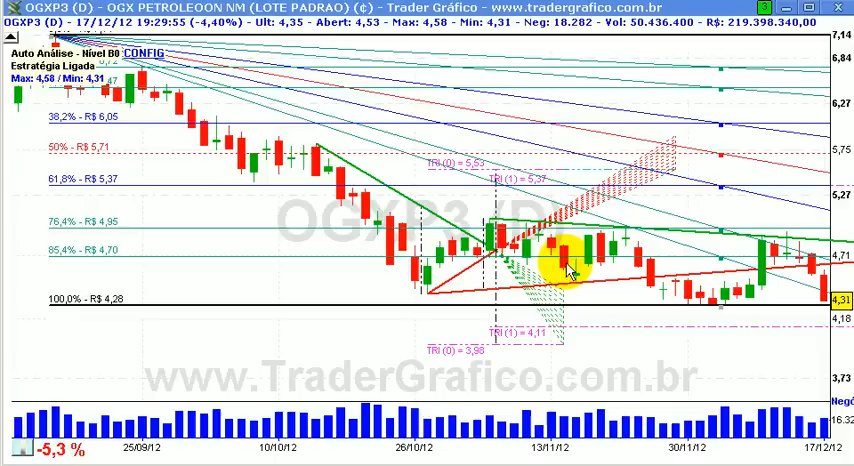 OGXP3 (D) - OGX PETROLEOON NM (LOTE PADRAO) (¢) - Trader Gráfico - www.tradergrafico.com.br
3
OGXP3 (D) - 17/12/12 19:29:55 (-4,40%) - Ult: 4,35 - Abert: 4,53 - Max: 4,58 - Min: 4,31 - Neg: 18.282 - Vol: 50.436.400 - R$: 219.398.340,00
7,14
Auto Análise - Nível B0 CONFIG
6,84
Estratégia Ligada
Max: 4,58 / Min: 4,31
6,27
38,2% - R$ 6,05
50% - R$ 5,71
5,75
TRI (0) = 5,53
61,8% - R$ 5,37
TRI (1) = 5,37
5,27
76,4% - R$ 4,95
OGXP3 (D)
85,4% - R$ 4,70
4,71
100,0% - R$ 4,28
4,31
4,18
TRI (1) = 4,11
TRI (0) = 3,98
www.TraderGrafico.com.br
3,73
Negó
16.32
-5,3 %
25/09/12
10/10/12
26/10/12
13/11/12
30/11/12
17/12/12